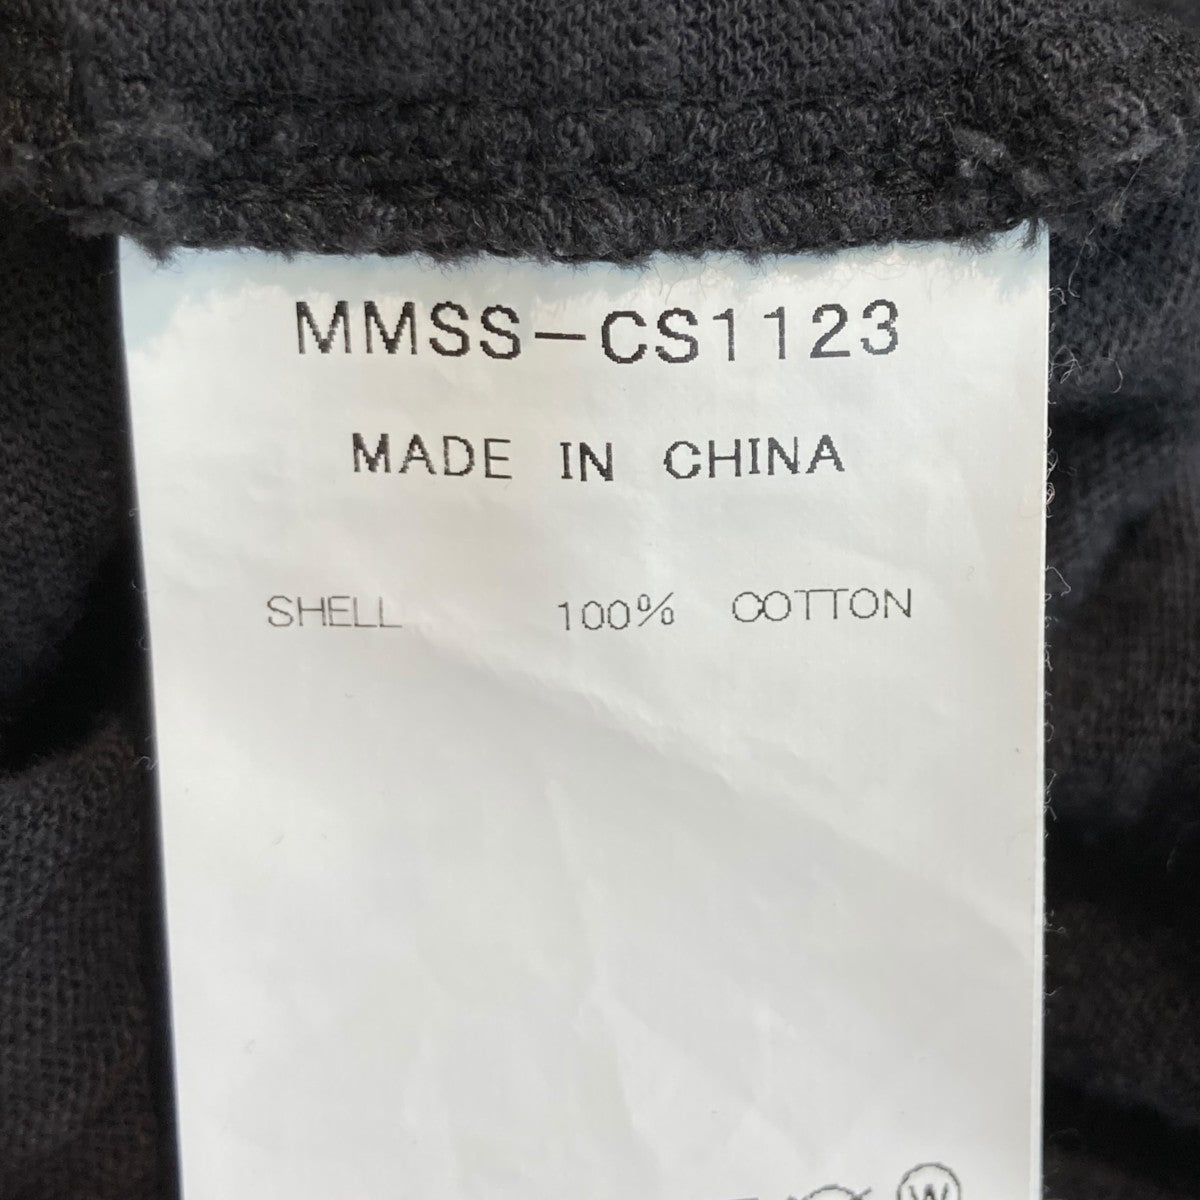 MMSS-CS1123
MADE IN CHINA
SHELL 100% COTTON
W